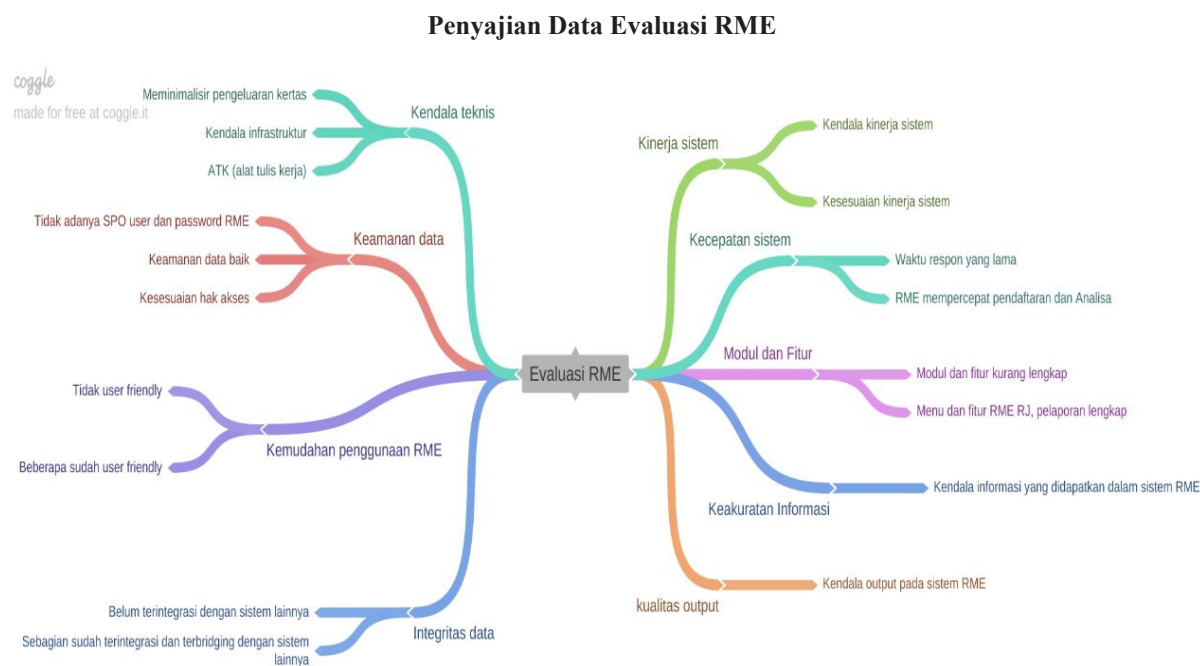 Penyajian Data Evaluasi RME
coggle
made for free at coggle.it
Kendala teknis
Meminimalisir pengeluaran kertas
Kendala infrastruktur
ATK (alat tulis kerja)
Keamanan data
Tidak adanya SPO user dan password RME
Keamanan data baik
Kesesuaian hak akses
Kemudahan penggunaan RME
Tidak user friendly
Beberapa sudah user friendly
Integritas data
Belum terintegrasi dengan sistem lainnya
Sebagian sudah terintegrasi dan terbridging dengan sistem
lainnya
Evaluasi RME
Kinerja sistem
Kendala kinerja sistem
Kesesuaian kinerja sistem
Kecepatan sistem
Waktu respon yang lama
RME mempercepat pendaftaran dan Analisa
Modul dan Fitur
Modul dan fitur kurang lengkap
Menu dan fitur RME RJ, pelaporan lengkap
Keakuratan Informasi
Kendala informasi yang didapatkan dalam sistem RME
kualitas output
Kendala output pada sistem RME